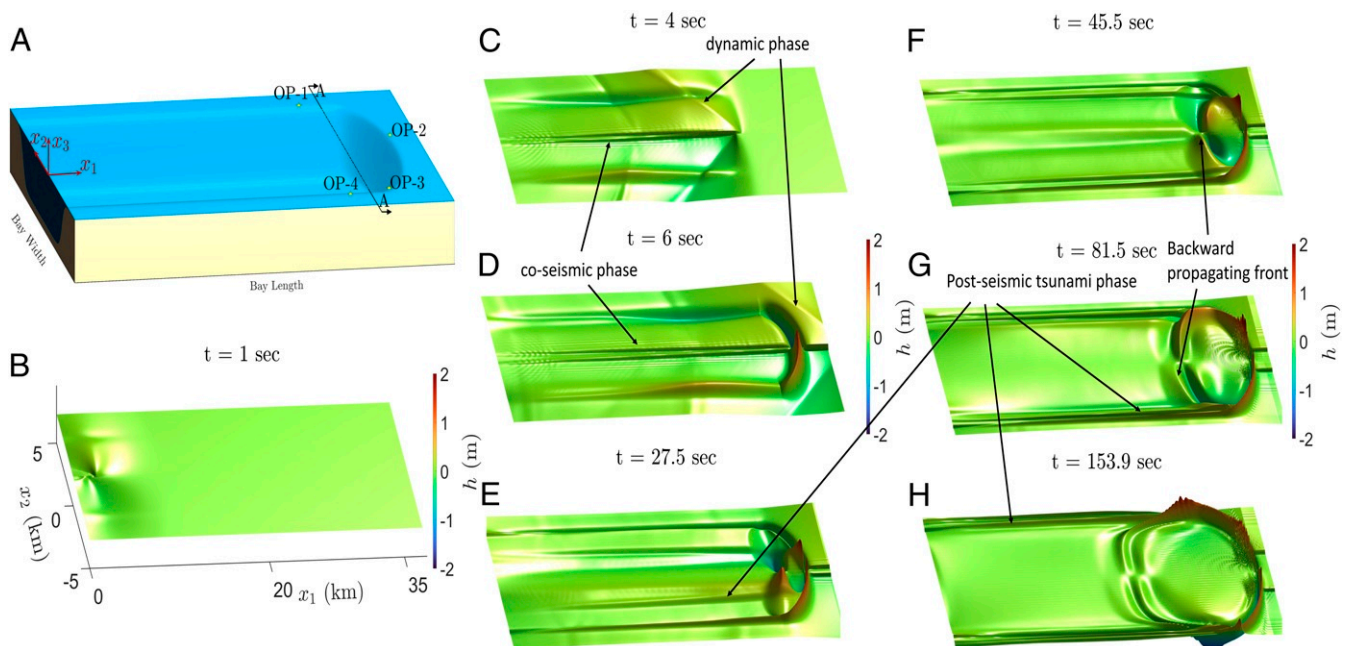 A
OP-1
A
OP-2
x₂
x₃
x₁
OP-4
OP-3
A
Bay Width
Bay Length
B
t = 1 sec
2
1
0
-1
-2
h (m)
5
0
-5
x₂ (km)
0
20
35
x₁ (km)
C
t = 4 sec
dynamic phase
t = 6 sec
D
co-seismic phase
2
1
0
-1
-2
h (m)
t = 27.5 sec
E
F
t = 45.5 sec
t = 81.5 sec
G
Backward
propagating front
Post-seismic tsunami phase
2
1
0
-1
-2
h (m)
t = 153.9 sec
H